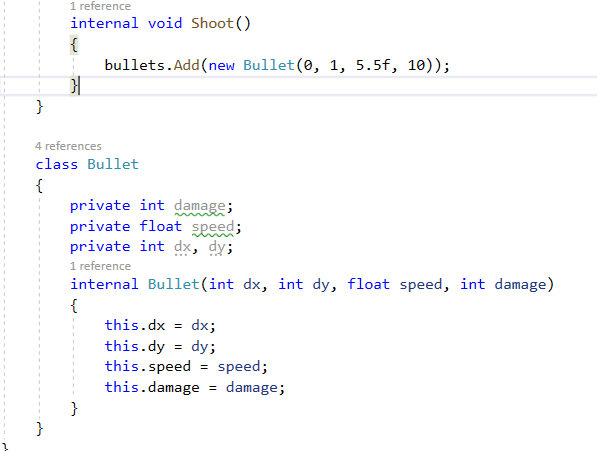 1 reference
internal void Shoot()
{
bullets.Add(new Bullet(0, 1, 5.5f, 10));
}
}
4 references
class Bullet
{
private int damage;
private float speed;
private int dx, dy;
1 reference
internal Bullet(int dx, int dy, float speed, int damage)
{
this.dx = dx;
this.dy = dy;
this.speed = speed;
this.damage = damage;
}
}
}